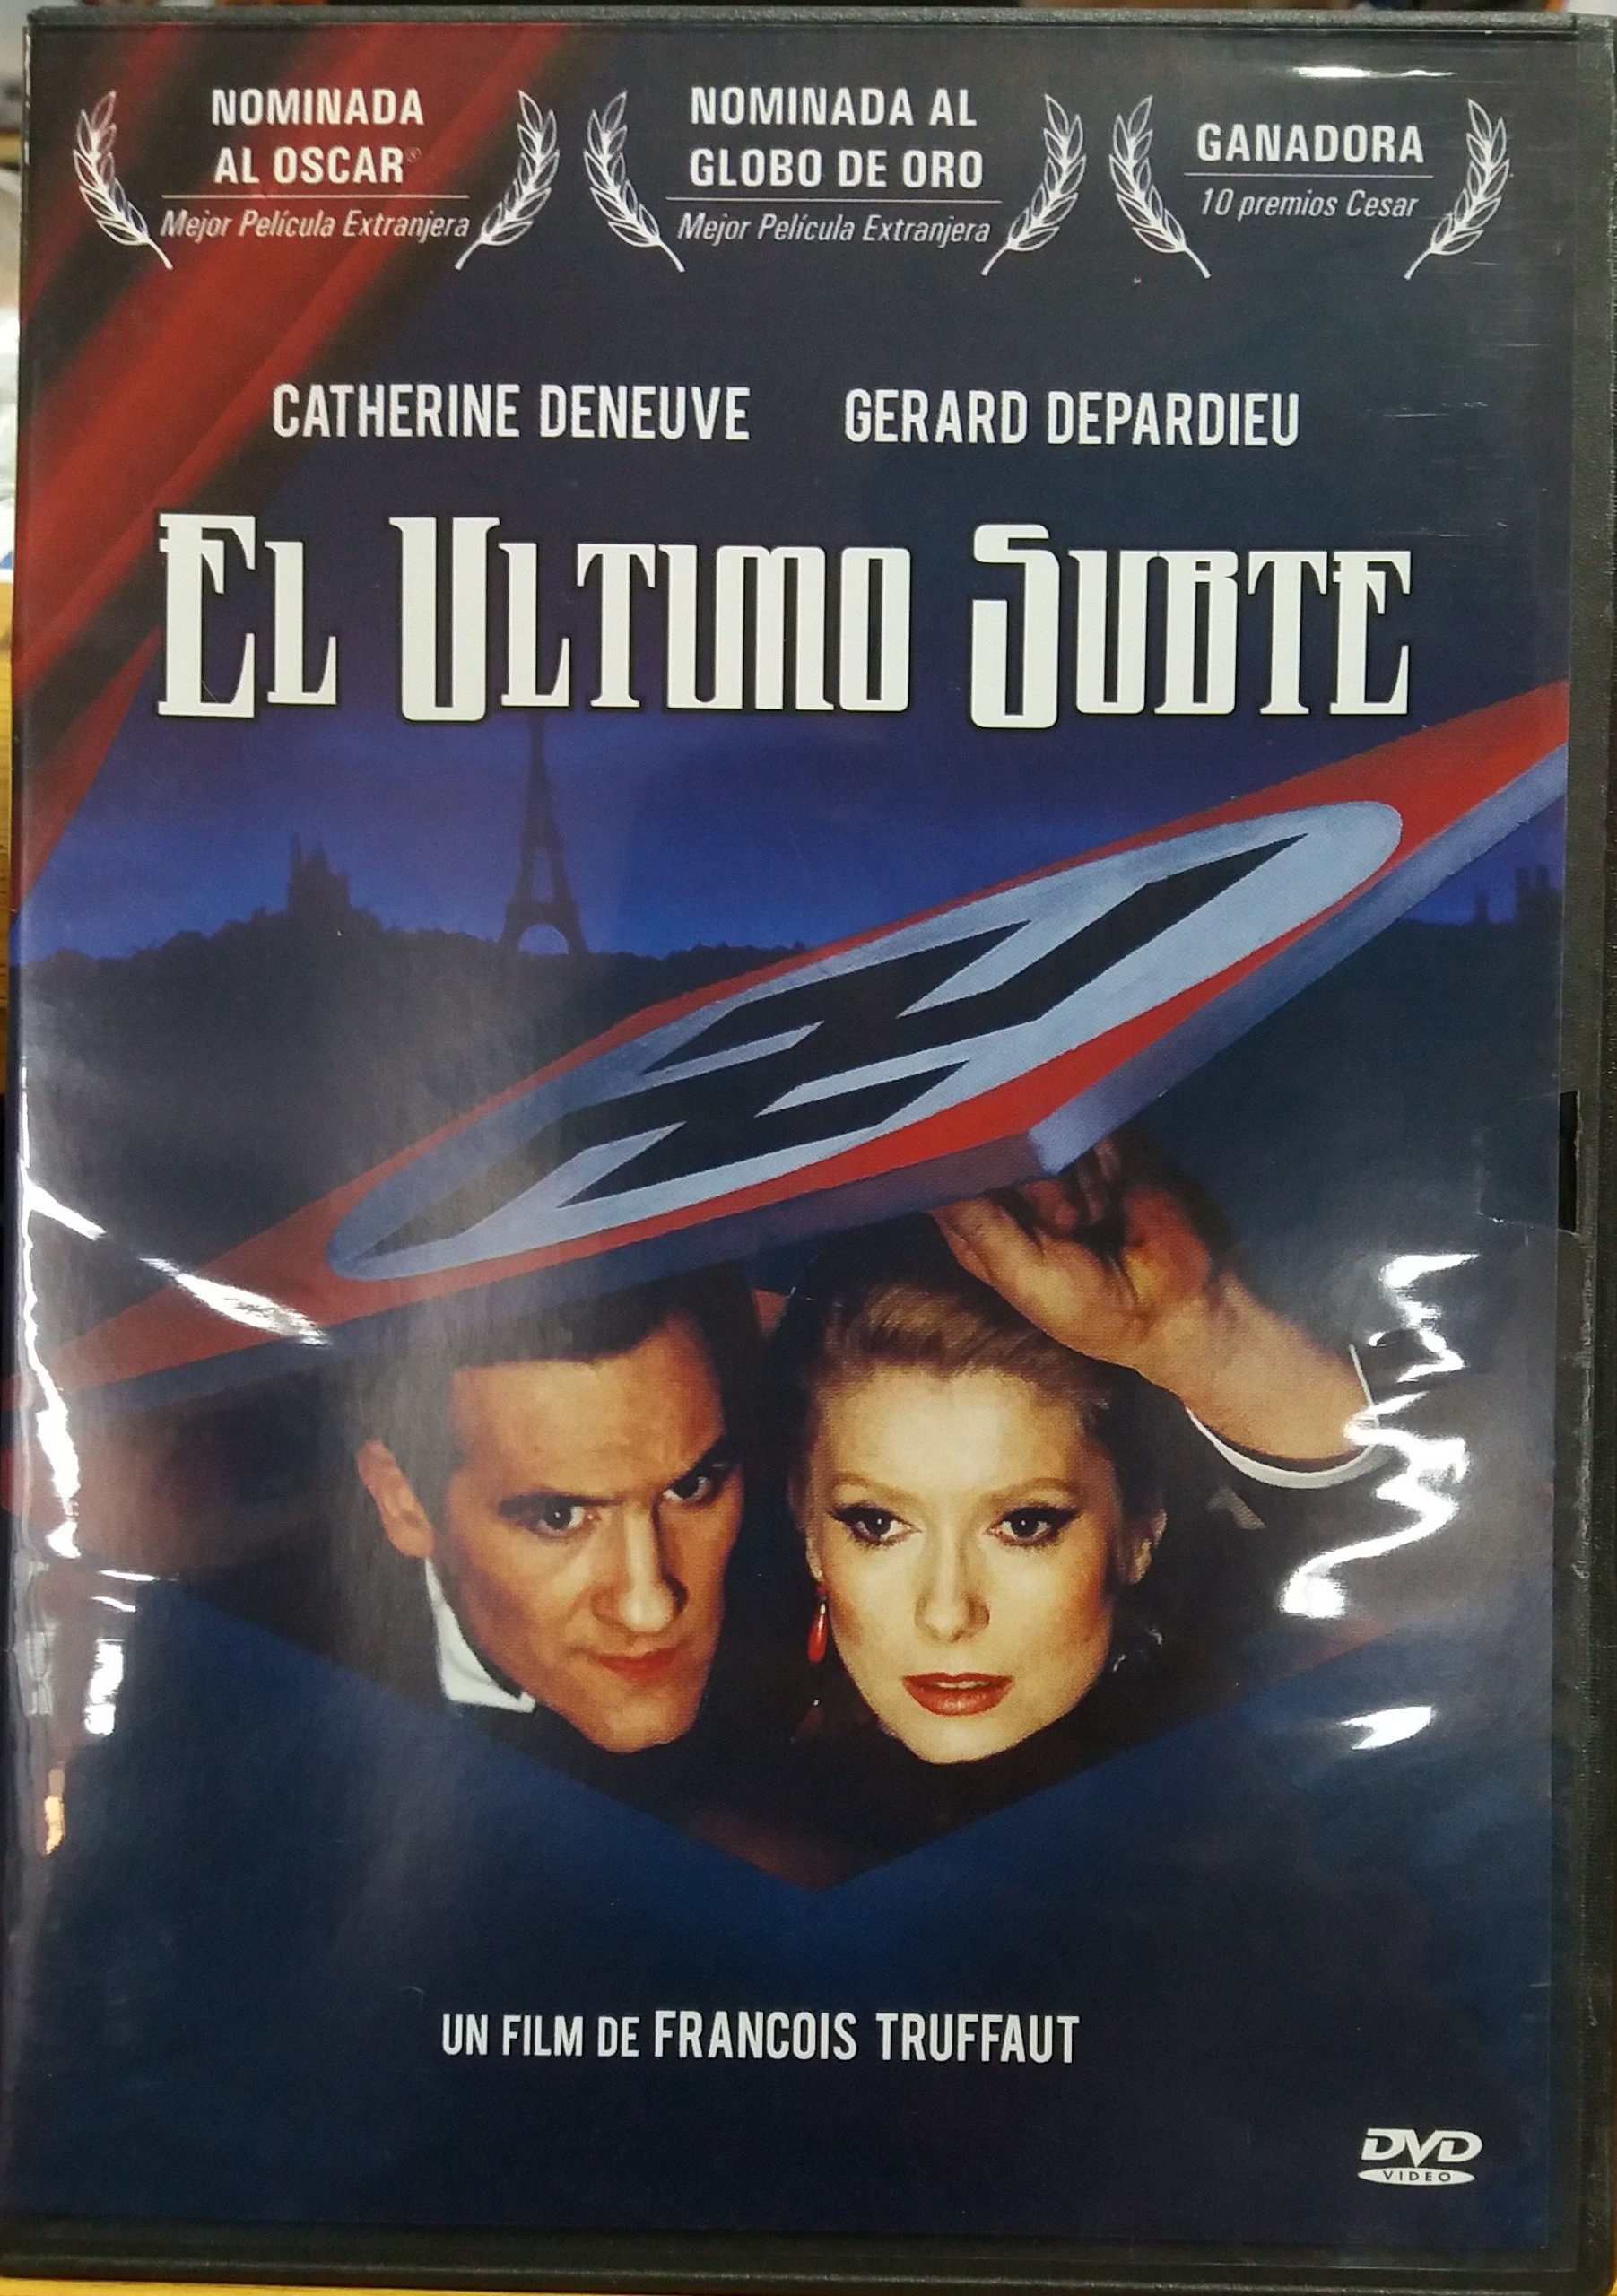 NOMINADA
AL OSCAR®
Mejor Película Extranjera
NOMINADA AL
GLOBO DE ORO
Mejor Película Extranjera
GANADORA
10 premios Cesar
CATHERINE DENEUVE GERARD DEPARDIEU
EL ULTIMO SUBTE
UN FILM DE FRANCOIS TRUFFAUT
DVD
VIDEO